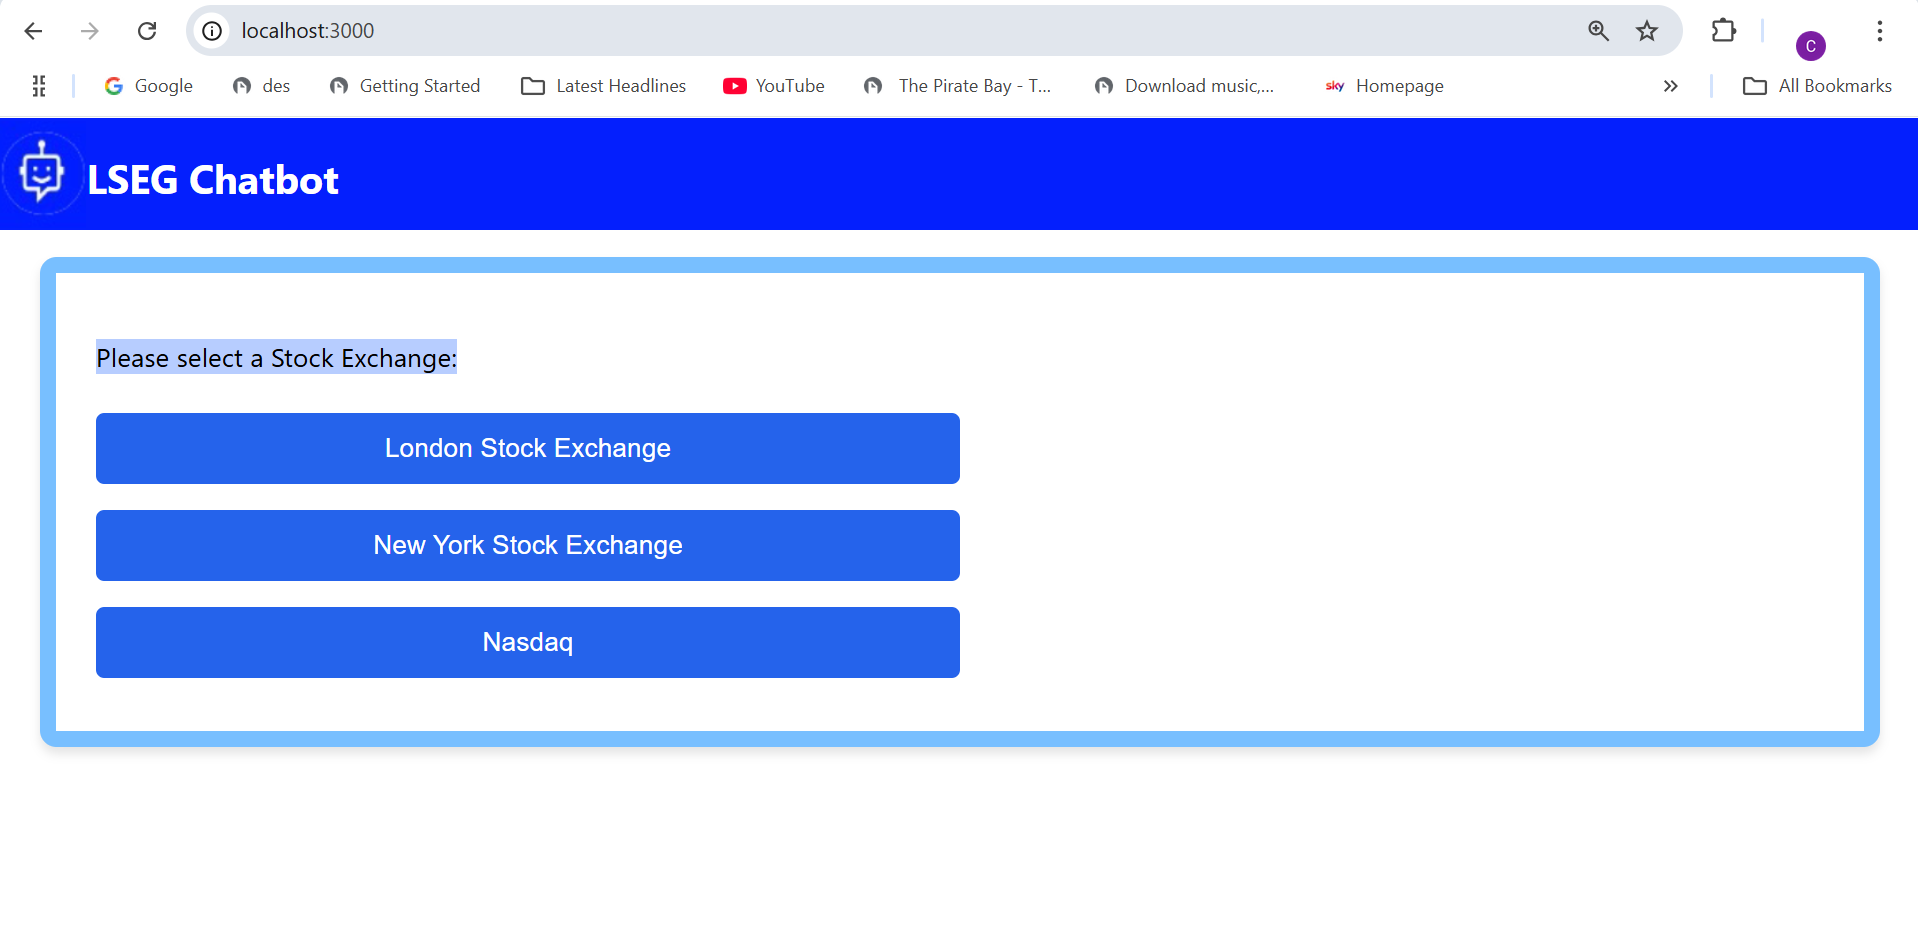 localhost:3000
C
Google des Getting Started Latest Headlines YouTube The Pirate Bay - T... Download music,... sky Homepage » All Bookmarks
LSEG Chatbot
Please select a Stock Exchange:
London Stock Exchange
New York Stock Exchange
Nasdaq